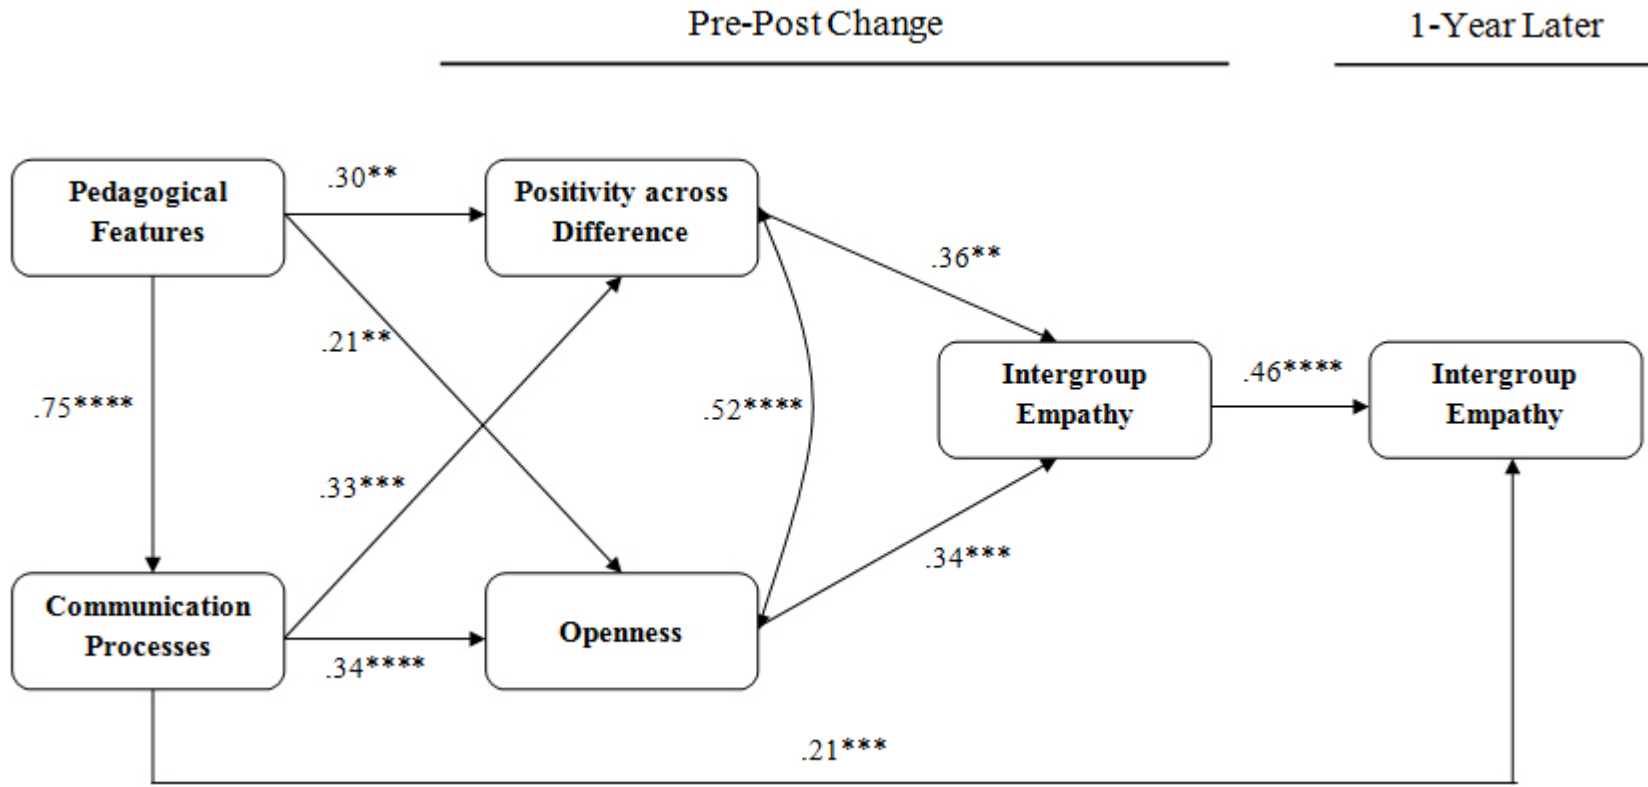 Pre-Post Change
1-Year Later
Pedagogical
Features
.30**
Positivity across
Difference
.36**
.21**
.75****
.52****
Intergroup
Empathy
.46****
Intergroup
Empathy
.33***
.34***
Communication
Processes
.34****
Openness
.21***